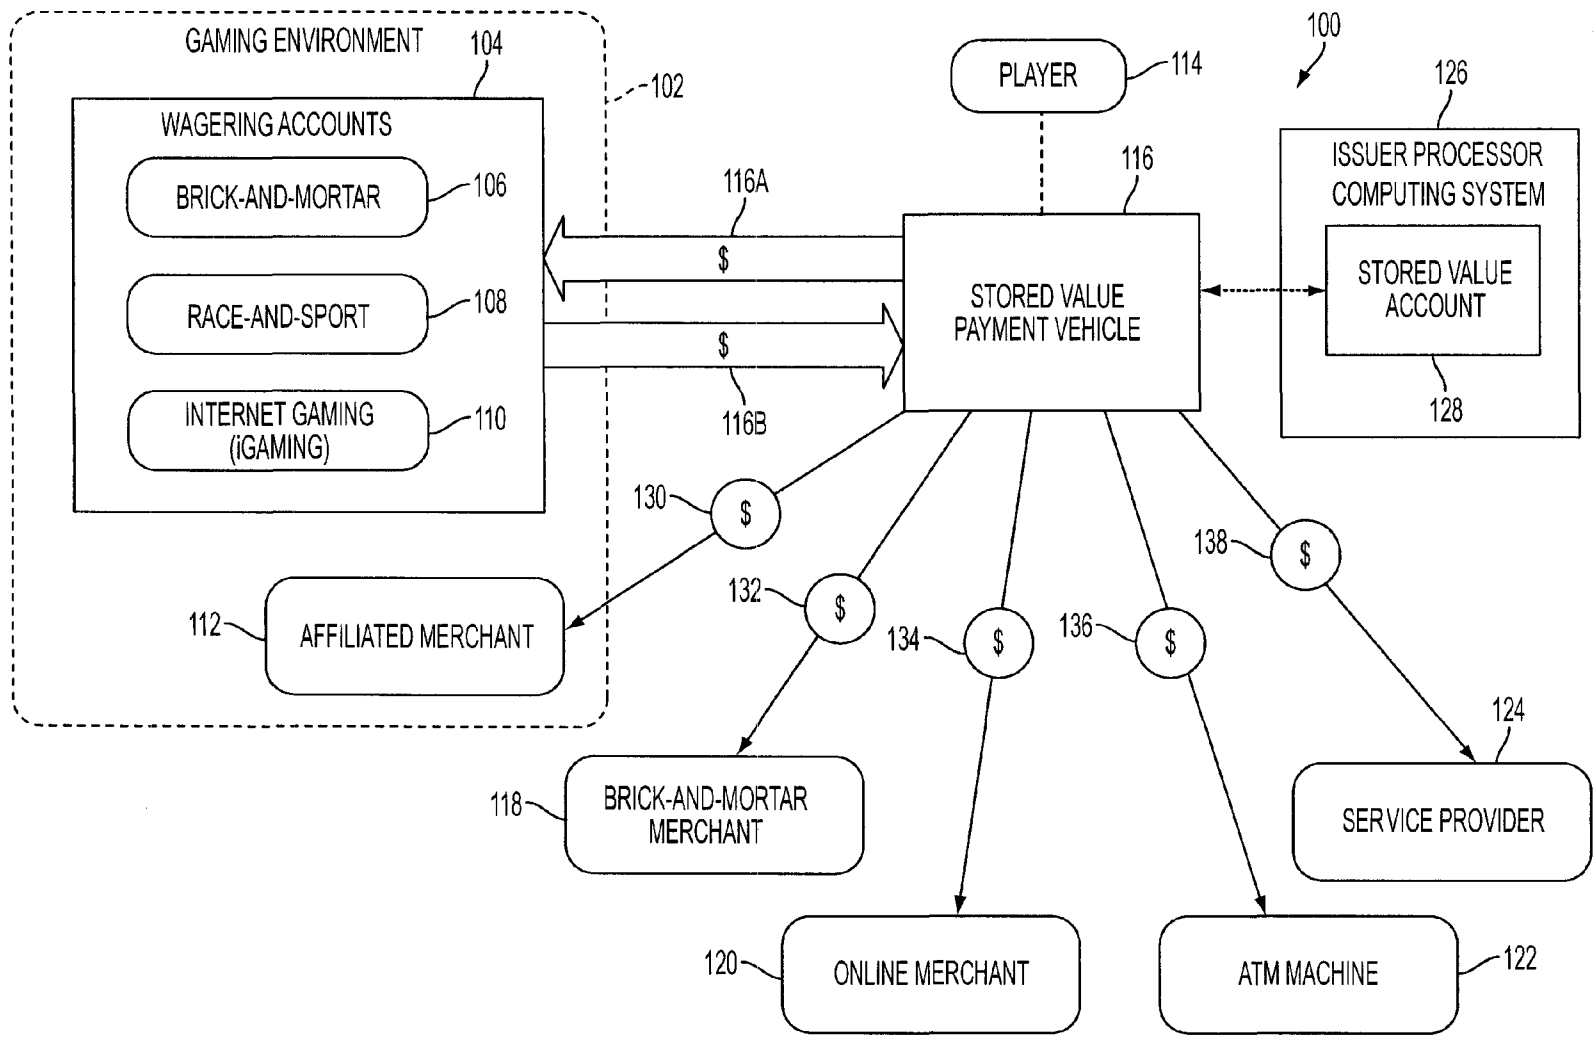 GAMING ENVIRONMENT
104
102
WAGERING ACCOUNTS
BRICK-AND-MORTAR
106
RACE-AND-SPORT
108
INTERNET GAMING
(iGAMING)
110
PLAYER
114
100
126
ISSUER PROCESSOR
COMPUTING SYSTEM
STORED VALUE
ACCOUNT
128
116
STORED VALUE
PAYMENT VEHICLE
116A
$
$
116B
130
$
132
$
134
$
136
$
138
$
112
AFFILIATED MERCHANT
118
BRICK-AND-MORTAR
MERCHANT
120
ONLINE MERCHANT
ATM MACHINE
122
124
SERVICE PROVIDER